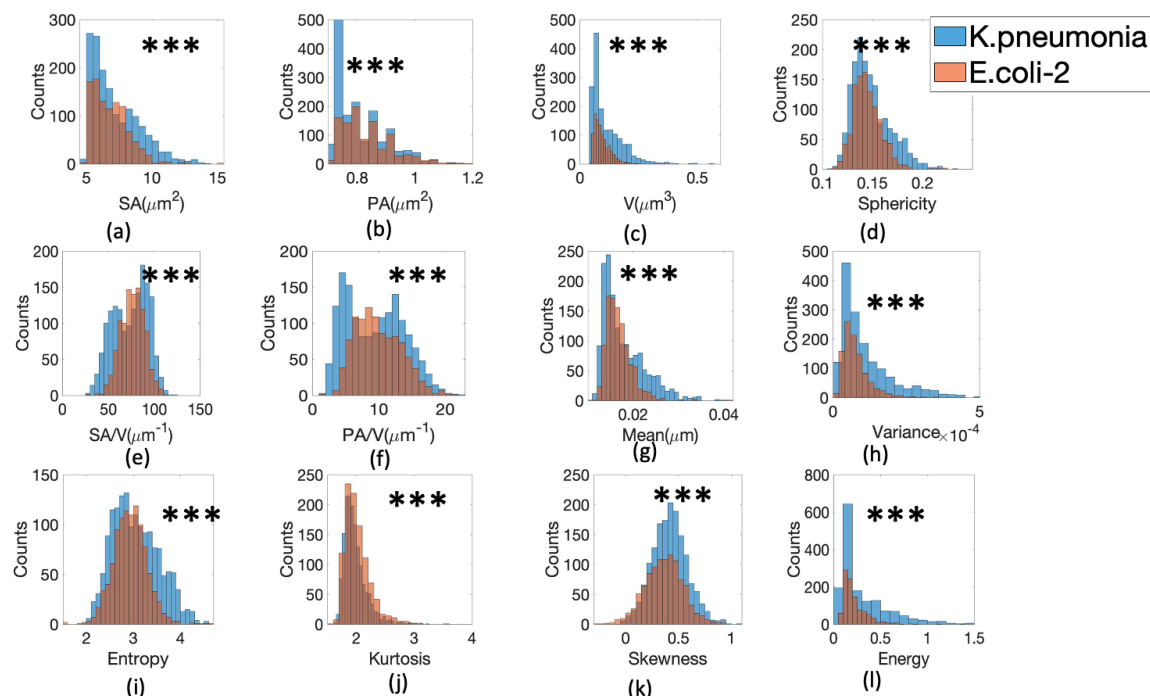 K.pneumonia
E.coli-2
300
200
100
0
Counts
5 10 15
SA(μm²)
(a)
***
500
400
300
200
100
0
Counts
0.8 1 1.2
PA(μm²)
(b)
***
500
400
300
200
100
0
Counts
0 0.5
V(μm³)
(c)
***
250
200
150
100
50
0
Counts
0.1 0.15 0.2
Sphericity
(d)
***
200
150
100
50
0
Counts
0 50 100 150
SA/V(μm⁻¹)
(e)
***
200
150
100
50
0
Counts
0 10 20
PA/V(μm⁻¹)
(f)
***
250
200
150
100
50
0
Counts
0.02 0.04
Mean(μm)
(g)
***
500
400
300
200
100
0
Counts
0 5
Variance ×10⁻⁴
(h)
***
150
100
50
0
Counts
2 3 4
Entropy
(i)
***
250
200
150
100
50
0
Counts
2 3 4
Kurtosis
(j)
***
250
200
150
100
50
0
Counts
0 0.5 1
Skewness
(k)
***
800
600
400
200
0
Counts
0 0.5 1 1.5
Energy
(l)
***